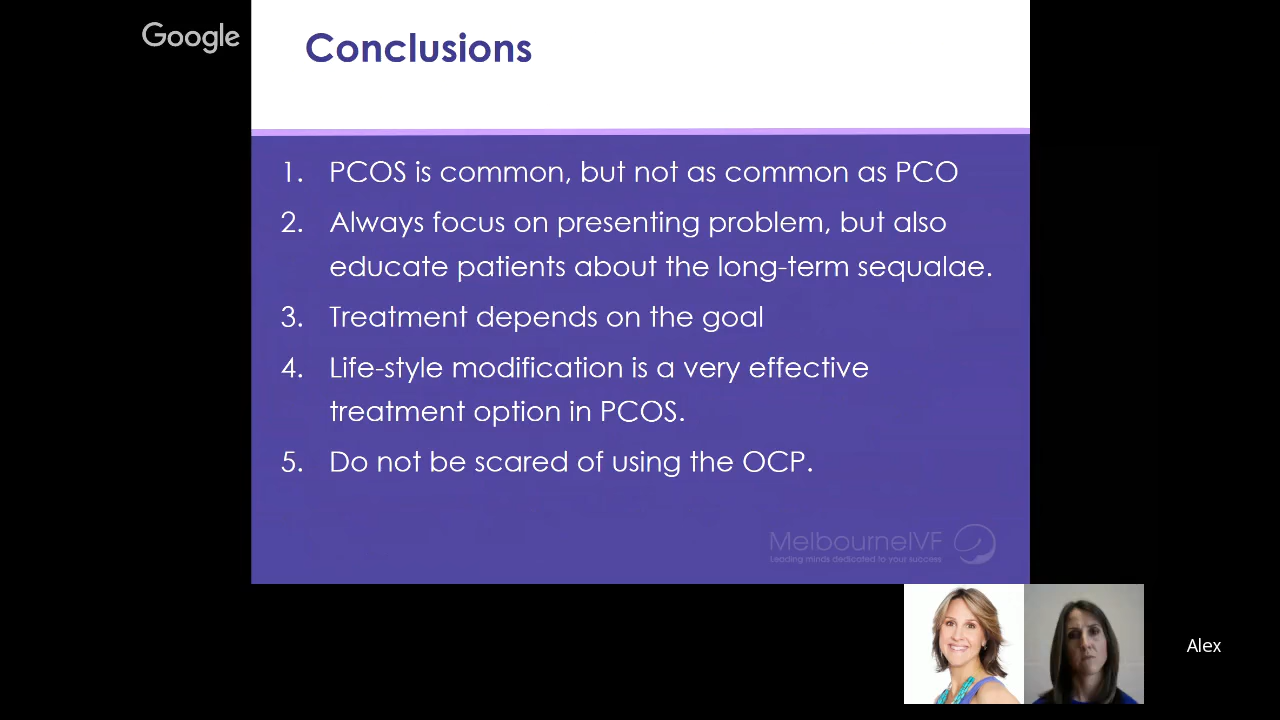 Google
Conclusions
1. PCOS is common, but not as common as PCO
2. Always focus on presenting problem, but also
educate patients about the long-term sequalae.
3. Treatment depends on the goal
4. Life-style modification is a very effective
treatment option in PCOS.
5. Do not be scared of using the OCP.
MelbourneIVF
Leading minds dedicated to your success
Alex